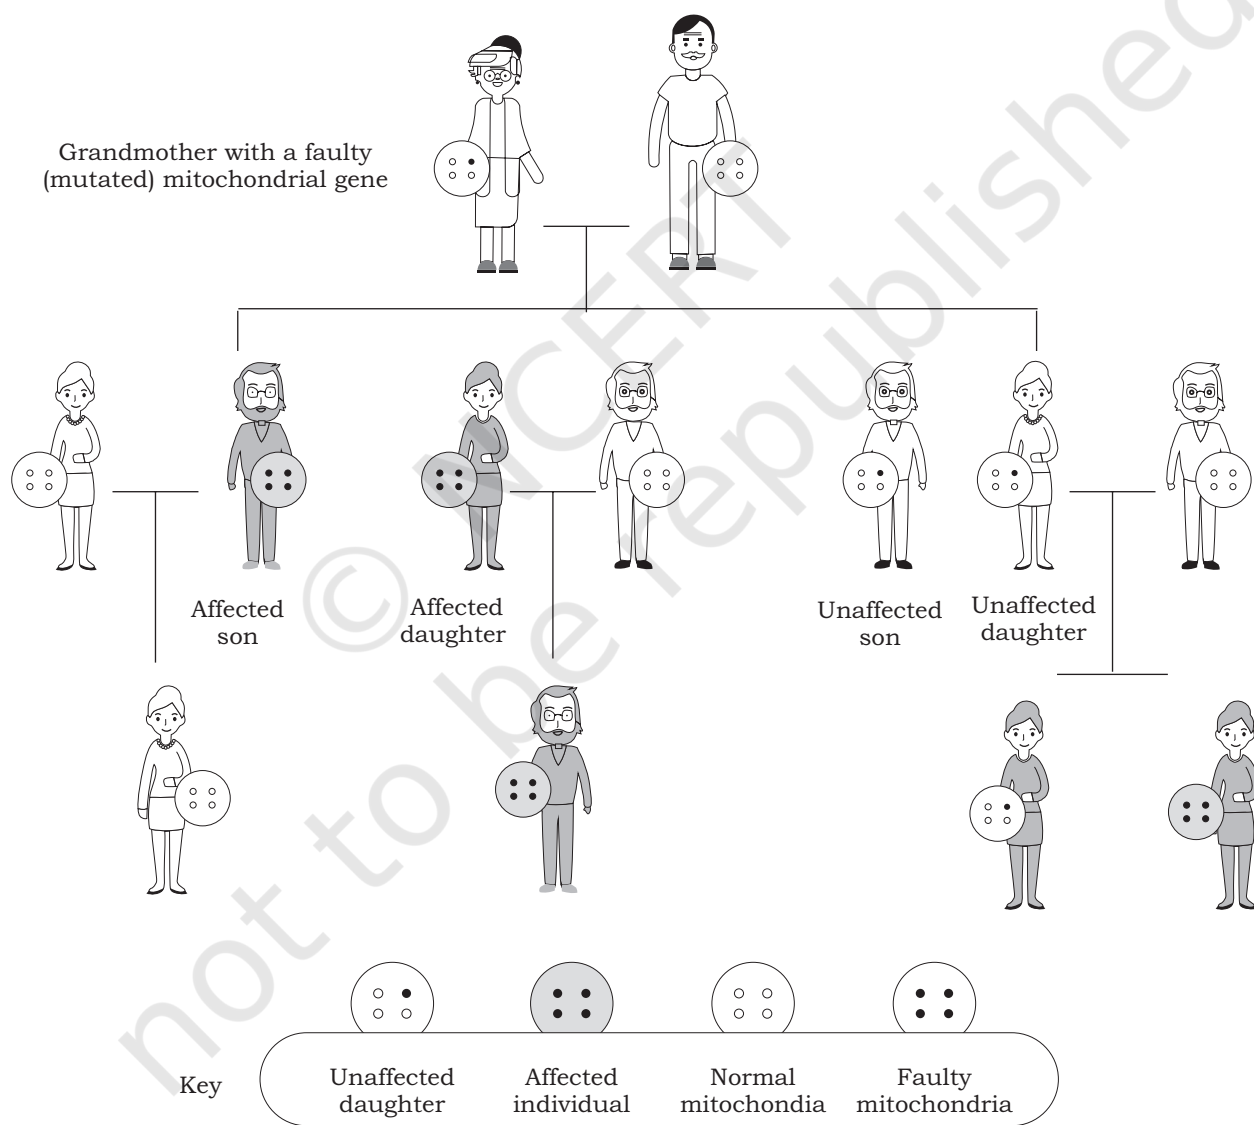 Grandmother with a faulty
(mutated) mitochondrial gene
Affected
son
Affected
daughter
Unaffected
son
Unaffected
daughter
Key
Unaffected
daughter
Affected
individual
Normal
mitochondia
Faulty
mitochondria
© NCERT
not to be republished